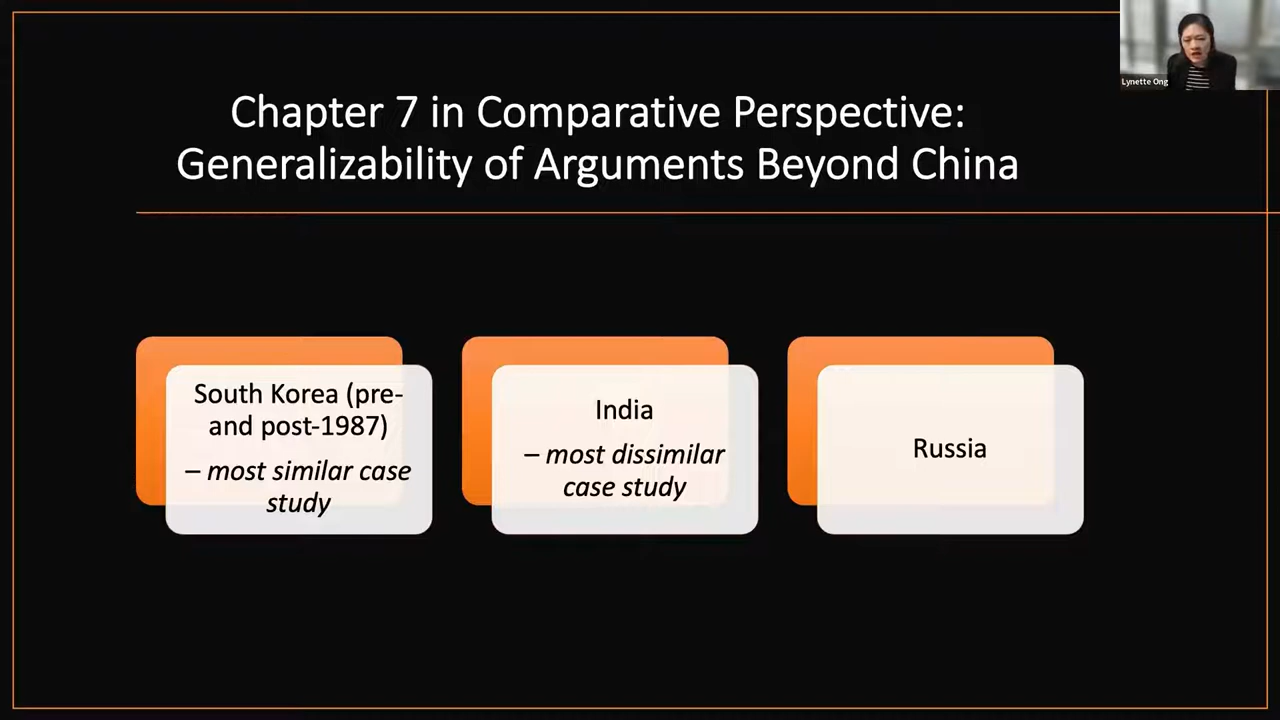 Lynette Ong
Chapter 7 in Comparative Perspective:
Generalizability of Arguments Beyond China
South Korea (pre-
and post-1987)
– most similar case
study
India
– most dissimilar
case study
Russia